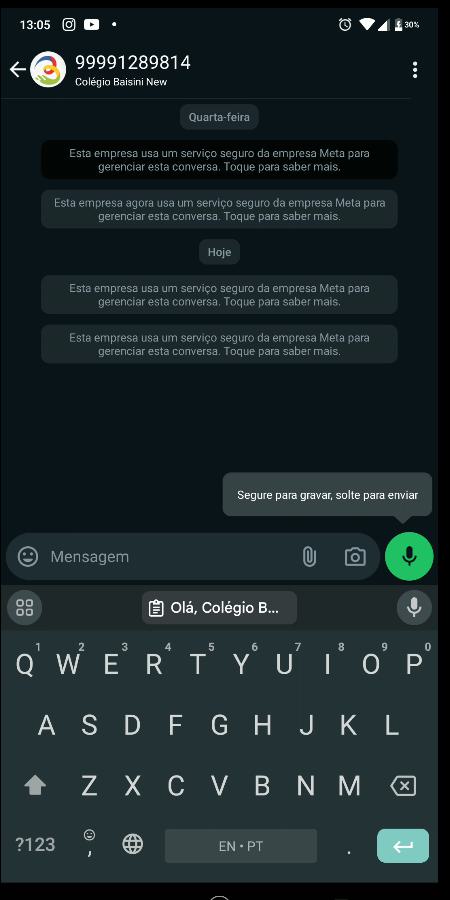 13:05
30%
99991289814
Colégio Baisini New
Quarta-feira
Esta empresa usa um serviço seguro da empresa Meta para
gerenciar esta conversa. Toque para saber mais.
Esta empresa agora usa um serviço seguro da empresa Meta para
gerenciar esta conversa. Toque para saber mais.
Hoje
Esta empresa usa um serviço seguro da empresa Meta para
gerenciar esta conversa. Toque para saber mais.
Esta empresa usa um serviço seguro da empresa Meta para
gerenciar esta conversa. Toque para saber mais.
Segure para gravar, solte para enviar
Mensagem
Olá, Colégio B...
1 2 3 4 5 6 7 8 9 0
Q W E R T Y U I O P
A S D F G H J K L
Z X C V B N M
?123 , EN • PT .